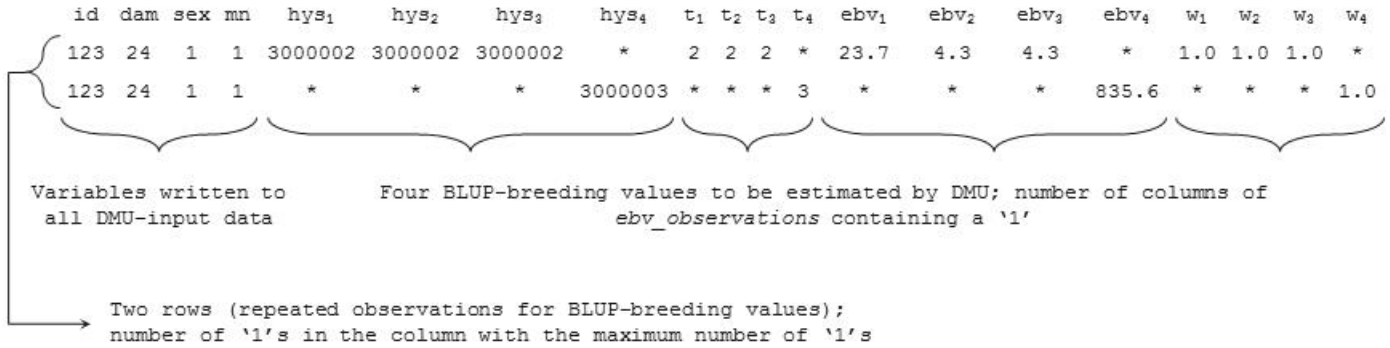 id dam sex mn hys₁ hys₂ hys₃ hys₄ t₁ t₂ t₃ t₄ ebv₁ ebv₂ ebv₃ ebv₄ w₁ w₂ w₃ w₄
123 24 1 1 3000002 3000002 3000002 * 2 2 2 * 23.7 4.3 4.3 * 1.0 1.0 1.0 *
123 24 1 1 * * * 3000003 * * * 3 * * * 835.6 * * * 1.0
Variables written to
all DMU-input data
Four BLUP-breeding values to be estimated by DMU; number of columns of
ebv_observations containing a ‘1’
Two rows (repeated observations for BLUP-breeding values);
number of ‘1’s in the column with the maximum number of ‘1’s